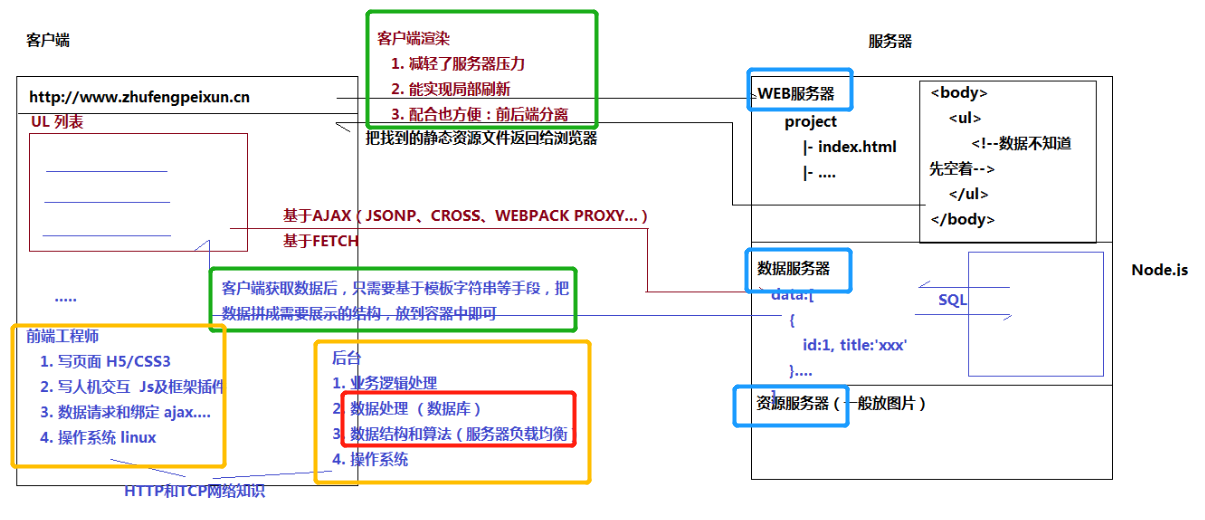 客户端
客户端渲染
1. 减轻了服务器压力
2. 能实现局部刷新
3. 配合也方便：前后端分离
服务器
http://www.zhufengpeixun.cn
UL 列表
把找到的静态资源文件返回给浏览器
WEB服务器
project
|- index.html
|- ....
<body>
<ul>
<!--数据不知道
先空着-->
</ul>
</body>
基于AJAX（JSONP、CROSS、WEBPACK PROXY...）
基于FETCH
数据服务器
data:[
{
id:1, title:'xxx'
}....
]
SQL
Node.js
客户端获取数据后，只需要基于模板字符串等手段，把
数据拼成需要展示的结构，放到容器中即可
.....
前端工程师
1. 写页面 H5/CSS3
2. 写人机交互 Js及框架插件
3. 数据请求和绑定 ajax....
4. 操作系统 linux
后台
1. 业务逻辑处理
2. 数据处理 （数据库）
3. 数据结构和算法（服务器负载均衡）
4. 操作系统
资源服务器（一般放图片）
HTTP和TCP网络知识